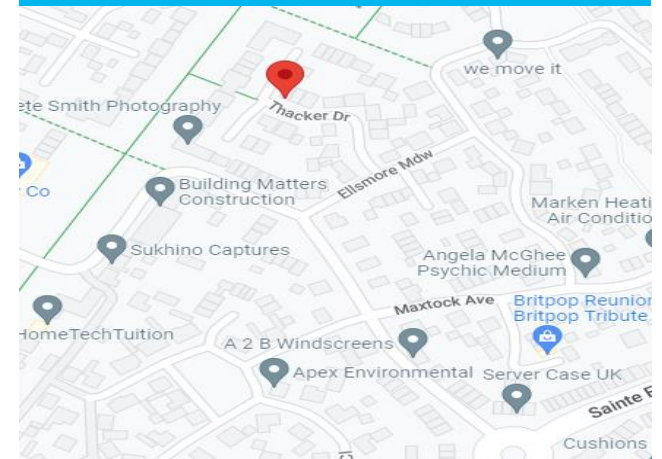 we move it
ete Smith Photography
Thacker Dr
Ellsmore Mdw
Co
Building Matters
Construction
Marken Heati
Air Conditio
Sukhino Captures
Angela McGhee
Psychic Medium
Maxtock Ave
Britpop Reunion
Britpop Tribute
HomeTechTuition
A 2 B Windscreens
Apex Environmental
Server Case UK
Sainte F
Cushions